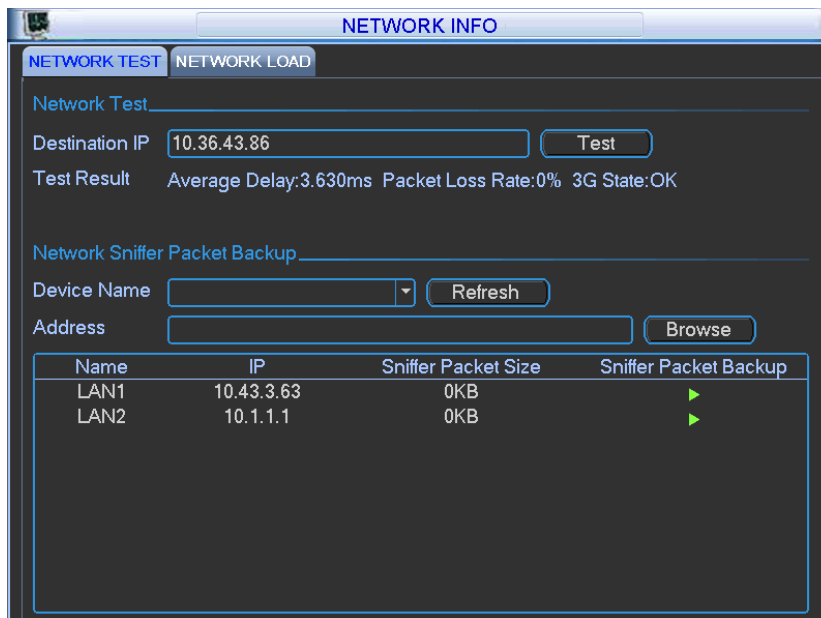 NETWORK INFO
NETWORK TEST NETWORK LOAD
Network Test
Destination IP 10.36.43.86 Test
Test Result Average Delay:3.630ms Packet Loss Rate:0% 3G State:OK
Network Sniffer Packet Backup
Device Name Refresh
Address Browse
Name IP Sniffer Packet Size Sniffer Packet Backup
LAN1 10.43.3.63 0KB
LAN2 10.1.1.1 0KB